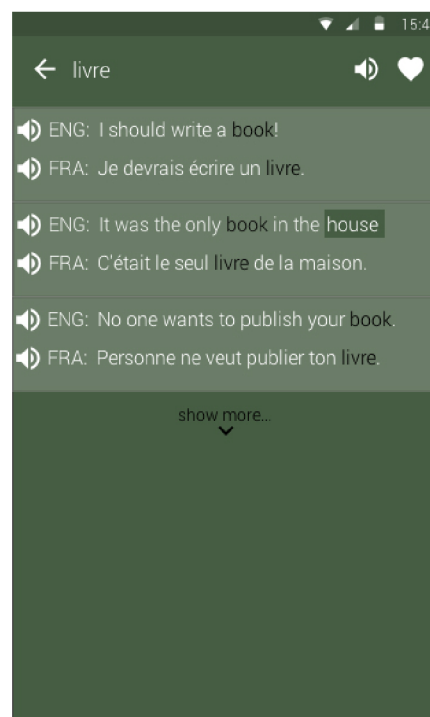 15:4
livre
ENG: I should write a book!
FRA: Je devrais écrire un livre.
ENG: It was the only book in the house
FRA: C'était le seul livre de la maison.
ENG: No one wants to publish your book.
FRA: Personne ne veut publier ton livre.
show more...